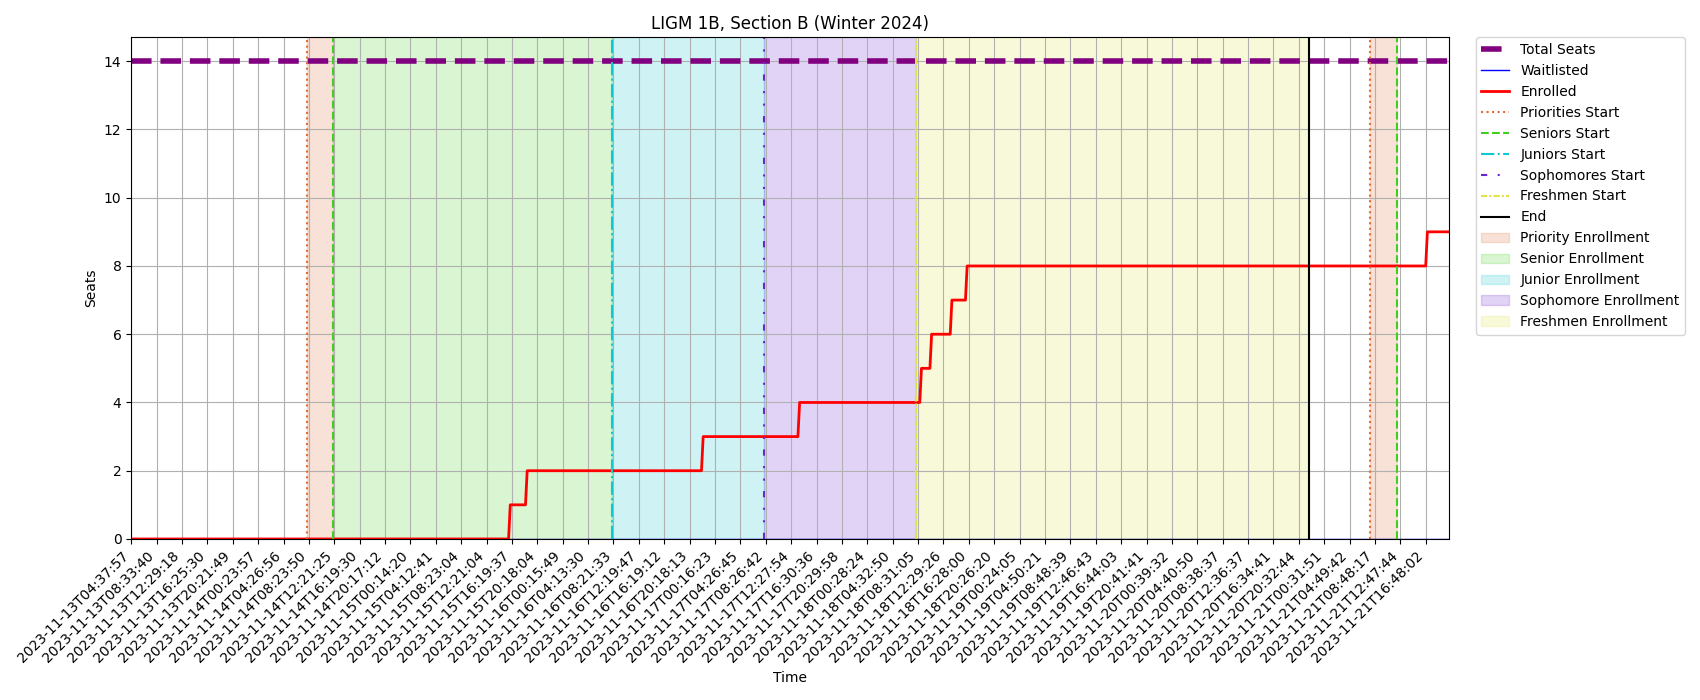 LIGM 1B, Section B (Winter 2024)
Total Seats
Waitlisted
Enrolled
Priorities Start
Seniors Start
Juniors Start
Sophomores Start
Freshmen Start
End
Priority Enrollment
Senior Enrollment
Junior Enrollment
Sophomore Enrollment
Freshmen Enrollment
Seats
14
12
10
8
6
4
2
0
2023-11-13T04:37:57
2023-11-13T08:33:40
2023-11-13T12:29:18
2023-11-13T16:25:30
2023-11-13T20:21:49
2023-11-14T00:23:57
2023-11-14T04:26:56
2023-11-14T08:23:50
2023-11-14T12:21:25
2023-11-14T16:19:30
2023-11-14T20:17:12
2023-11-15T00:14:20
2023-11-15T04:12:41
2023-11-15T08:23:04
2023-11-15T12:21:04
2023-11-15T16:19:37
2023-11-15T20:18:04
2023-11-16T00:15:49
2023-11-16T04:13:30
2023-11-16T08:21:33
2023-11-16T12:19:47
2023-11-16T16:19:12
2023-11-16T20:18:13
2023-11-17T00:16:23
2023-11-17T04:26:45
2023-11-17T08:26:42
2023-11-17T12:27:54
2023-11-17T16:30:36
2023-11-17T20:29:58
2023-11-18T00:28:24
2023-11-18T04:32:50
2023-11-18T08:31:05
2023-11-18T12:29:26
2023-11-18T16:28:00
2023-11-18T20:26:20
2023-11-19T00:24:05
2023-11-19T04:50:21
2023-11-19T08:48:39
2023-11-19T12:46:43
2023-11-19T16:44:03
2023-11-19T20:41:41
2023-11-20T00:39:32
2023-11-20T04:40:50
2023-11-20T08:38:37
2023-11-20T12:36:37
2023-11-20T16:34:41
2023-11-20T20:32:44
2023-11-21T00:31:51
2023-11-21T04:49:42
2023-11-21T08:48:17
2023-11-21T12:47:44
2023-11-21T16:48:02
Time